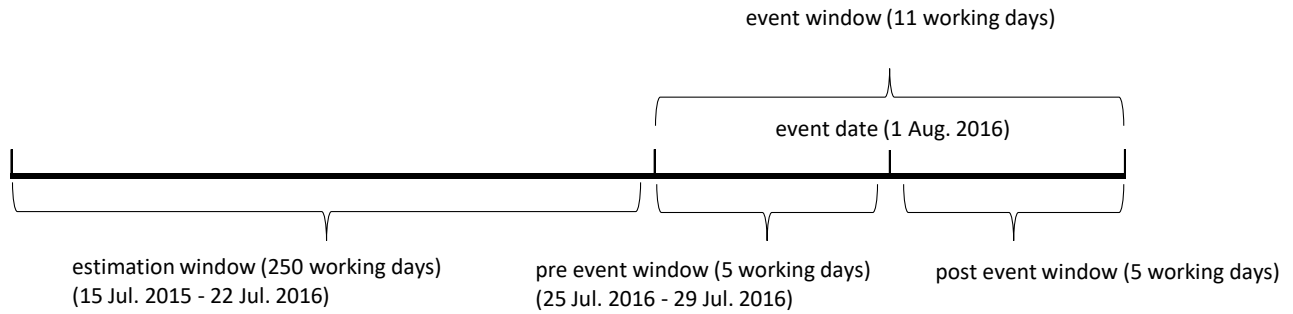 event window (11 working days)
event date (1 Aug. 2016)
estimation window (250 working days)
(15 Jul. 2015 - 22 Jul. 2016)
pre event window (5 working days)
(25 Jul. 2016 - 29 Jul. 2016)
post event window (5 working days)